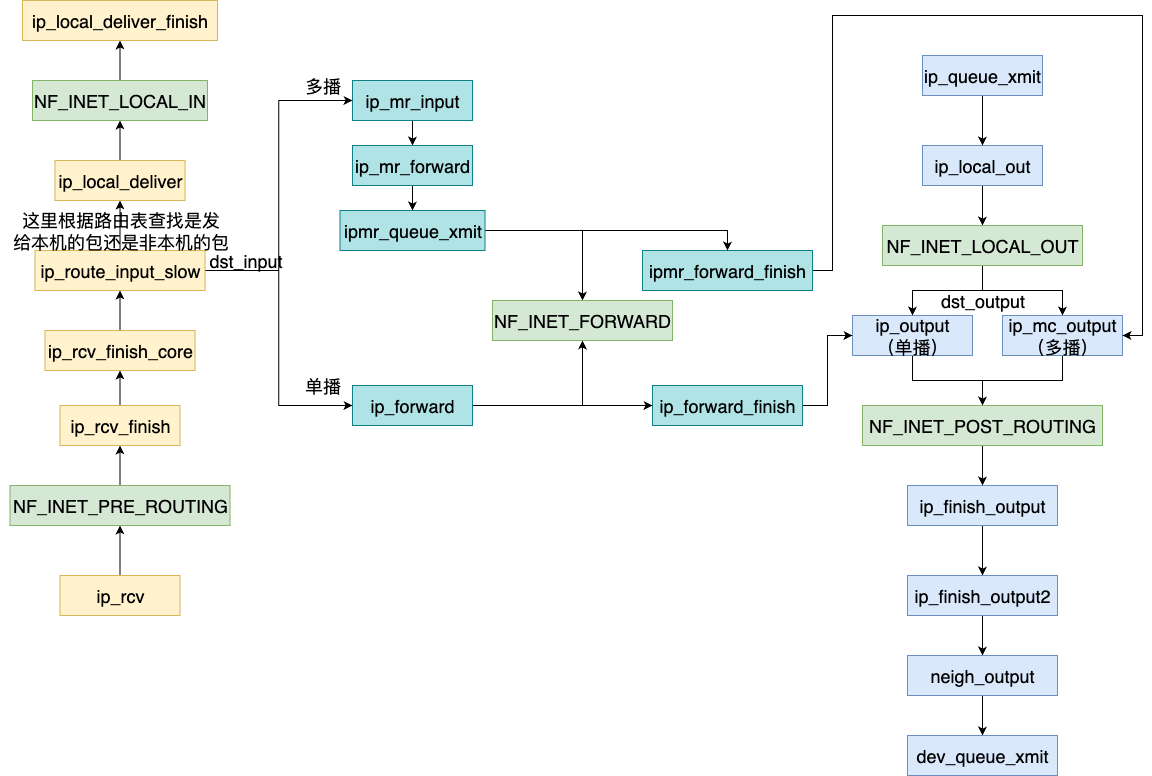 ip_local_deliver_finish
NF_INET_LOCAL_IN
ip_local_deliver
这里根据路由表查找是发
给本机的包还是非本机的包
ip_route_input_slow
dst_input
ip_rcv_finish_core
ip_rcv_finish
NF_INET_PRE_ROUTING
ip_rcv
多播
ip_mr_input
ip_mr_forward
ipmr_queue_xmit
ipmr_forward_finish
NF_INET_FORWARD
单播
ip_forward
ip_forward_finish
ip_queue_xmit
ip_local_out
NF_INET_LOCAL_OUT
dst_output
ip_output
（单播）
ip_mc_output
（多播）
NF_INET_POST_ROUTING
ip_finish_output
ip_finish_output2
neigh_output
dev_queue_xmit